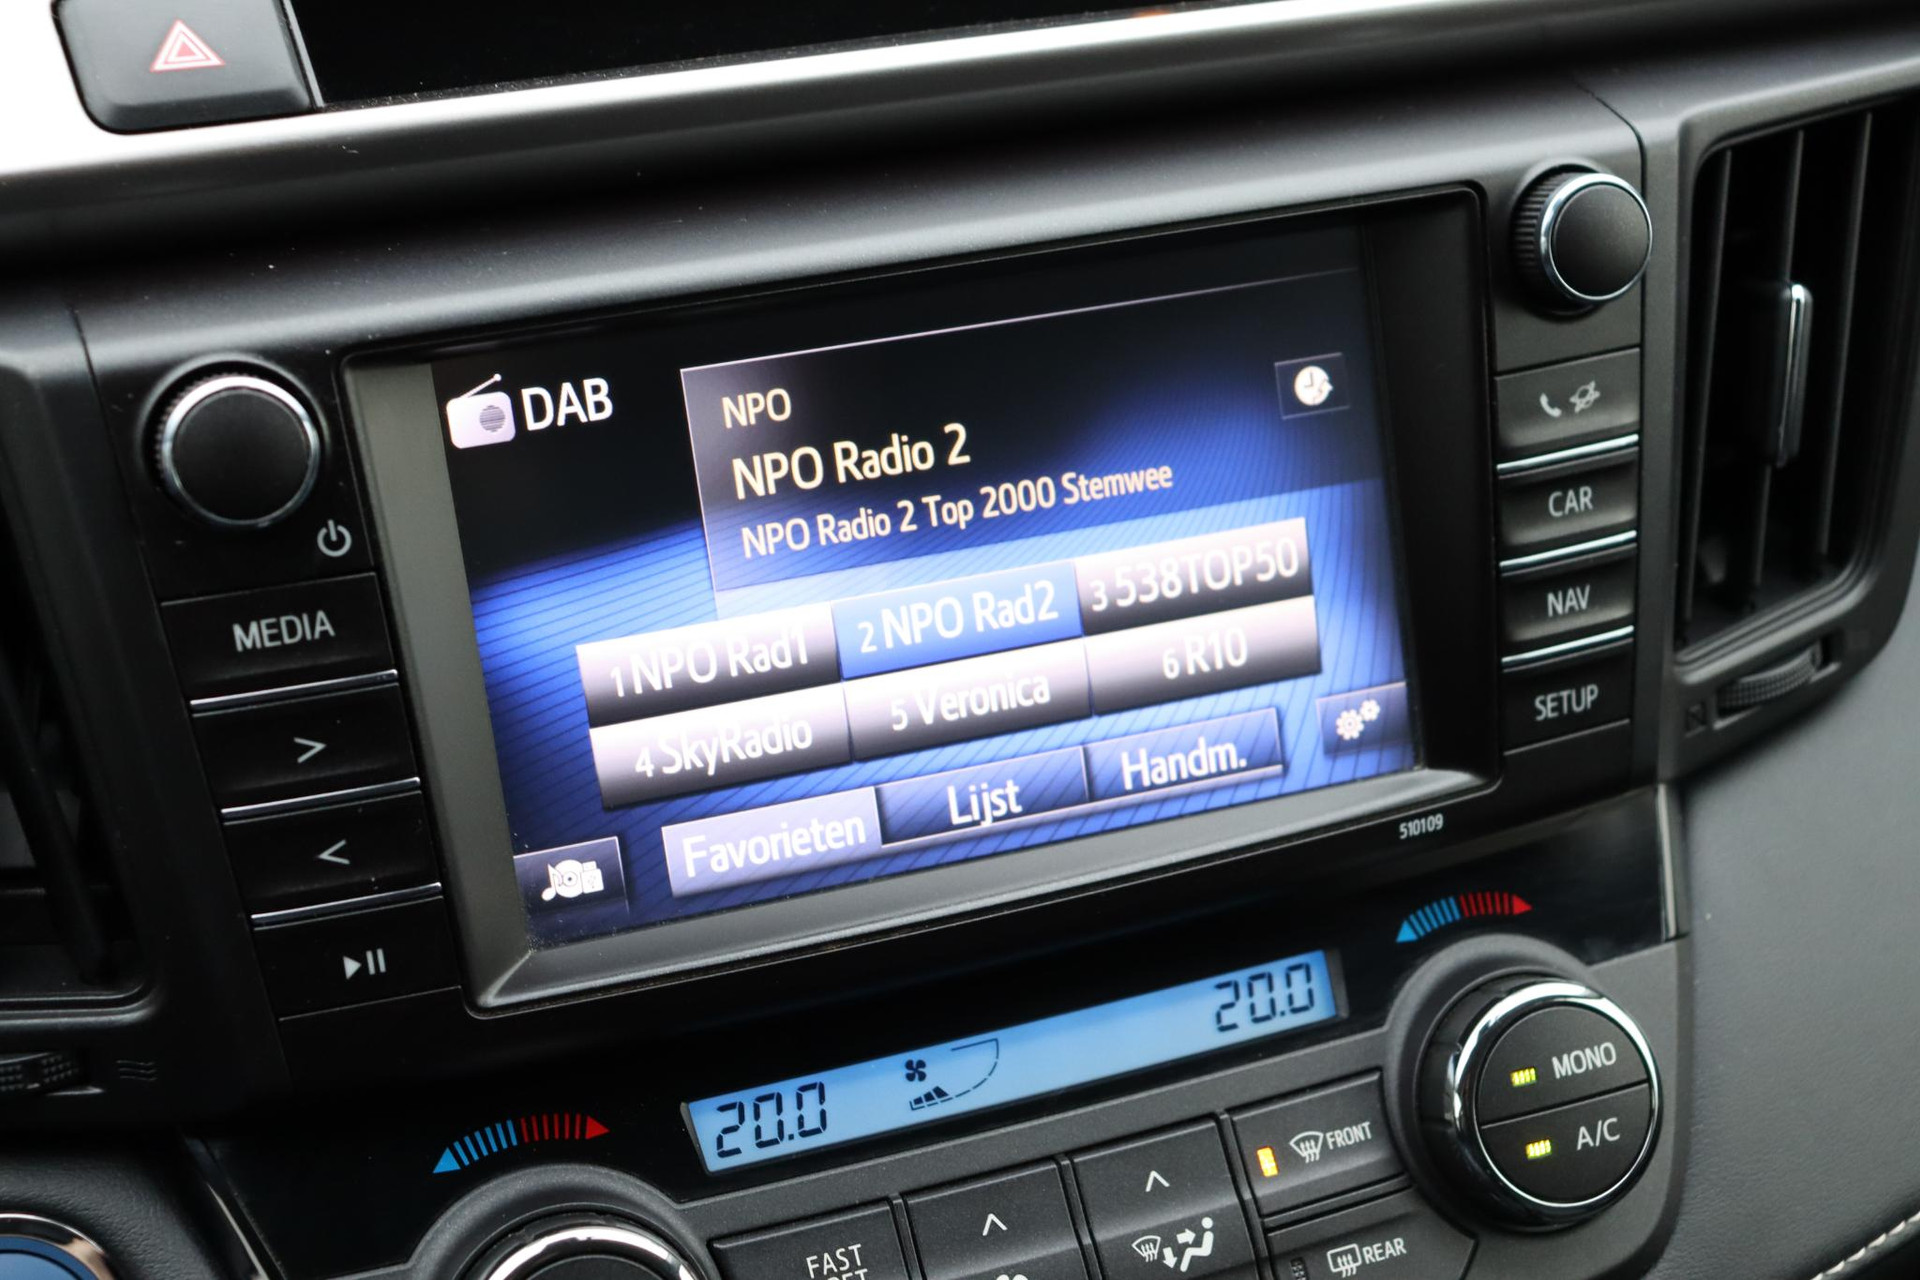 DAB
NPO
NPO Radio 2
NPO Radio 2 Top 2000 Stemwee
1 NPO Rad1
2 NPO Rad2
3 538TOP50
4 SkyRadio
5 Veronica
6 R10
Favorieten
Lijst
Handm.
MEDIA
>
<
CAR
NAV
SETUP
510109
20.0
20.0
MONO
A/C
FRONT
REAR
FAST